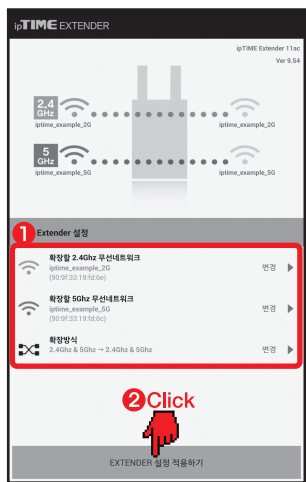 ipTIME EXTENDER
ipTIME Extender 11ac
Ver 9.54
2.4 GHz
iptime_example_2G iptime_example_2G
5 GHz
iptime_example_5G iptime_example_5G
1 Extender 설정
확장할 2.4Ghz 무선네트워크
iptime_example_2G 변경
(90:9f:33:19:fd:6e)
확장할 5Ghz 무선네트워크
iptime_example_5G 변경
(90:9f:33:19:fd:6c)
확장방식
2.4Ghz & 5Ghz → 2.4Ghz & 5Ghz 변경
2 Click
EXTENDER 설정 적용하기